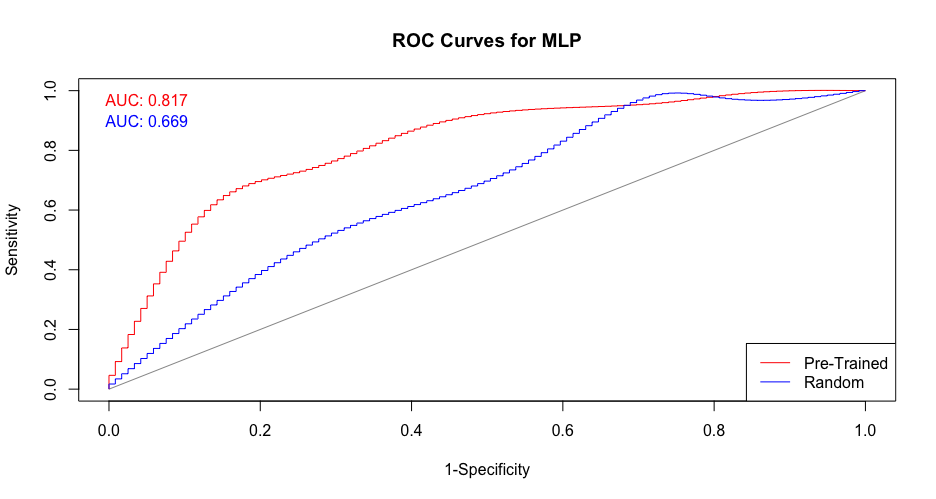 ROC Curves for MLP
AUC: 0.817
AUC: 0.669
Sensitivity
1.0
0.8
0.6
0.4
0.2
0.0
Pre-Trained
Random
0.0 0.2 0.4 0.6 0.8 1.0
1-Specificity